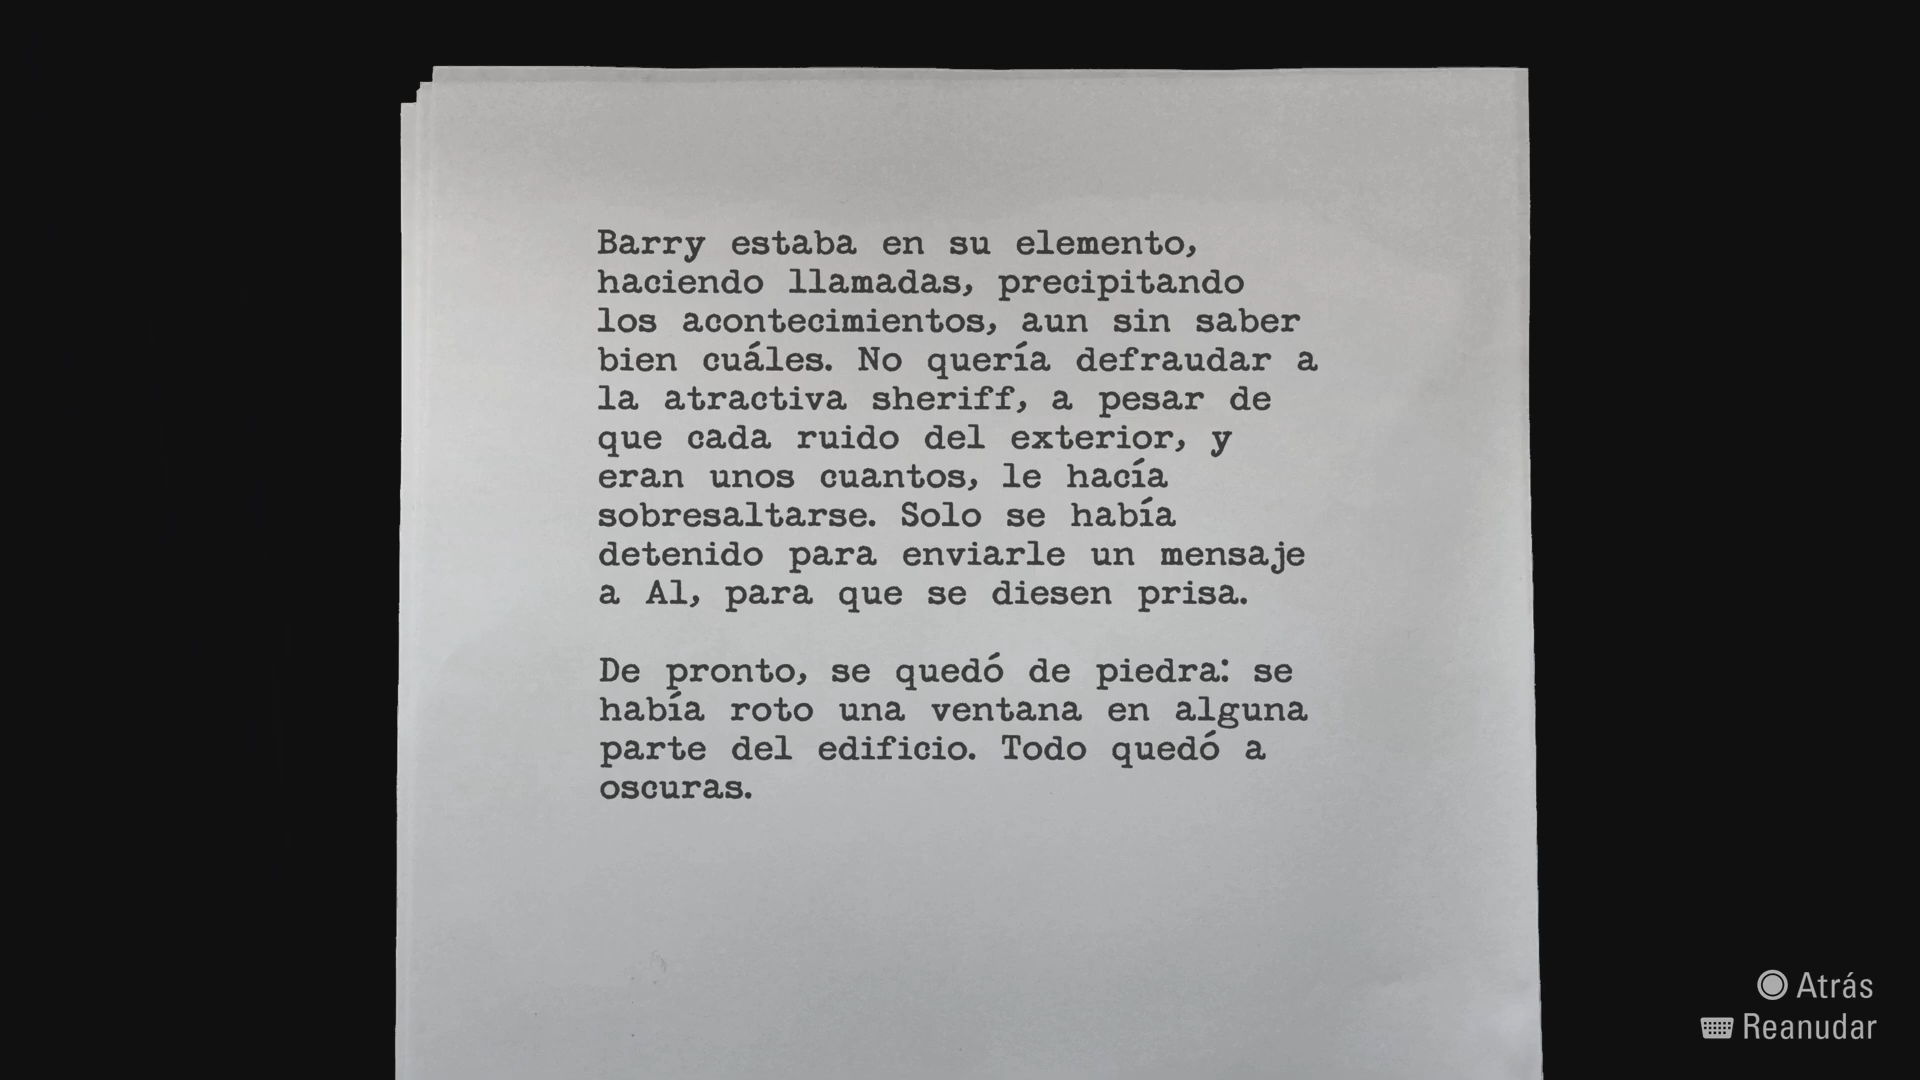 Barry estaba en su elemento,
haciendo llamadas, precipitando
los acontecimientos, aun sin saber
bien cuáles. No quería defraudar a
la atractiva sheriff, a pesar de
que cada ruido del exterior, y
eran unos cuantos, le hacía
sobresaltarse. Solo se había
detenido para enviarle un mensaje
a Al, para que se diesen prisa.
De pronto, se quedó de piedra: se
había roto una ventana en alguna
parte del edificio. Todo quedó a
oscuras.
Atrás
Reanudar